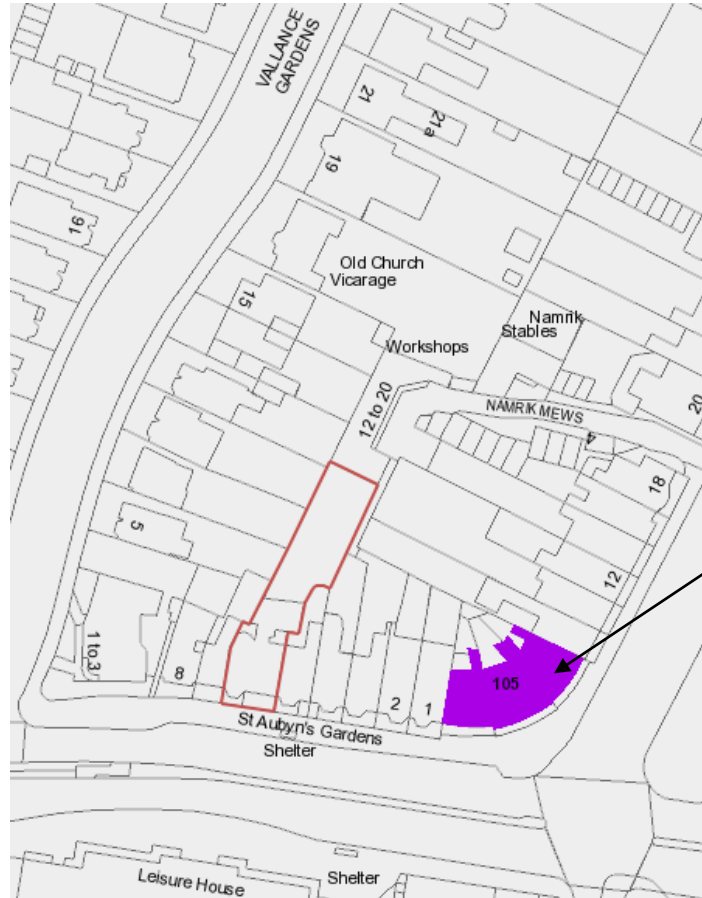 VALLANCE
GARDENS
21
21a
19
16
Old Church
Vicarage
15
Namrik
Stables
Workshops
12 to 20
NAMRIK MEWS
20
4
18
5
12
1 to 3
8
105
2
1
St Aubyn's Gardens
Shelter
Leisure House
Shelter